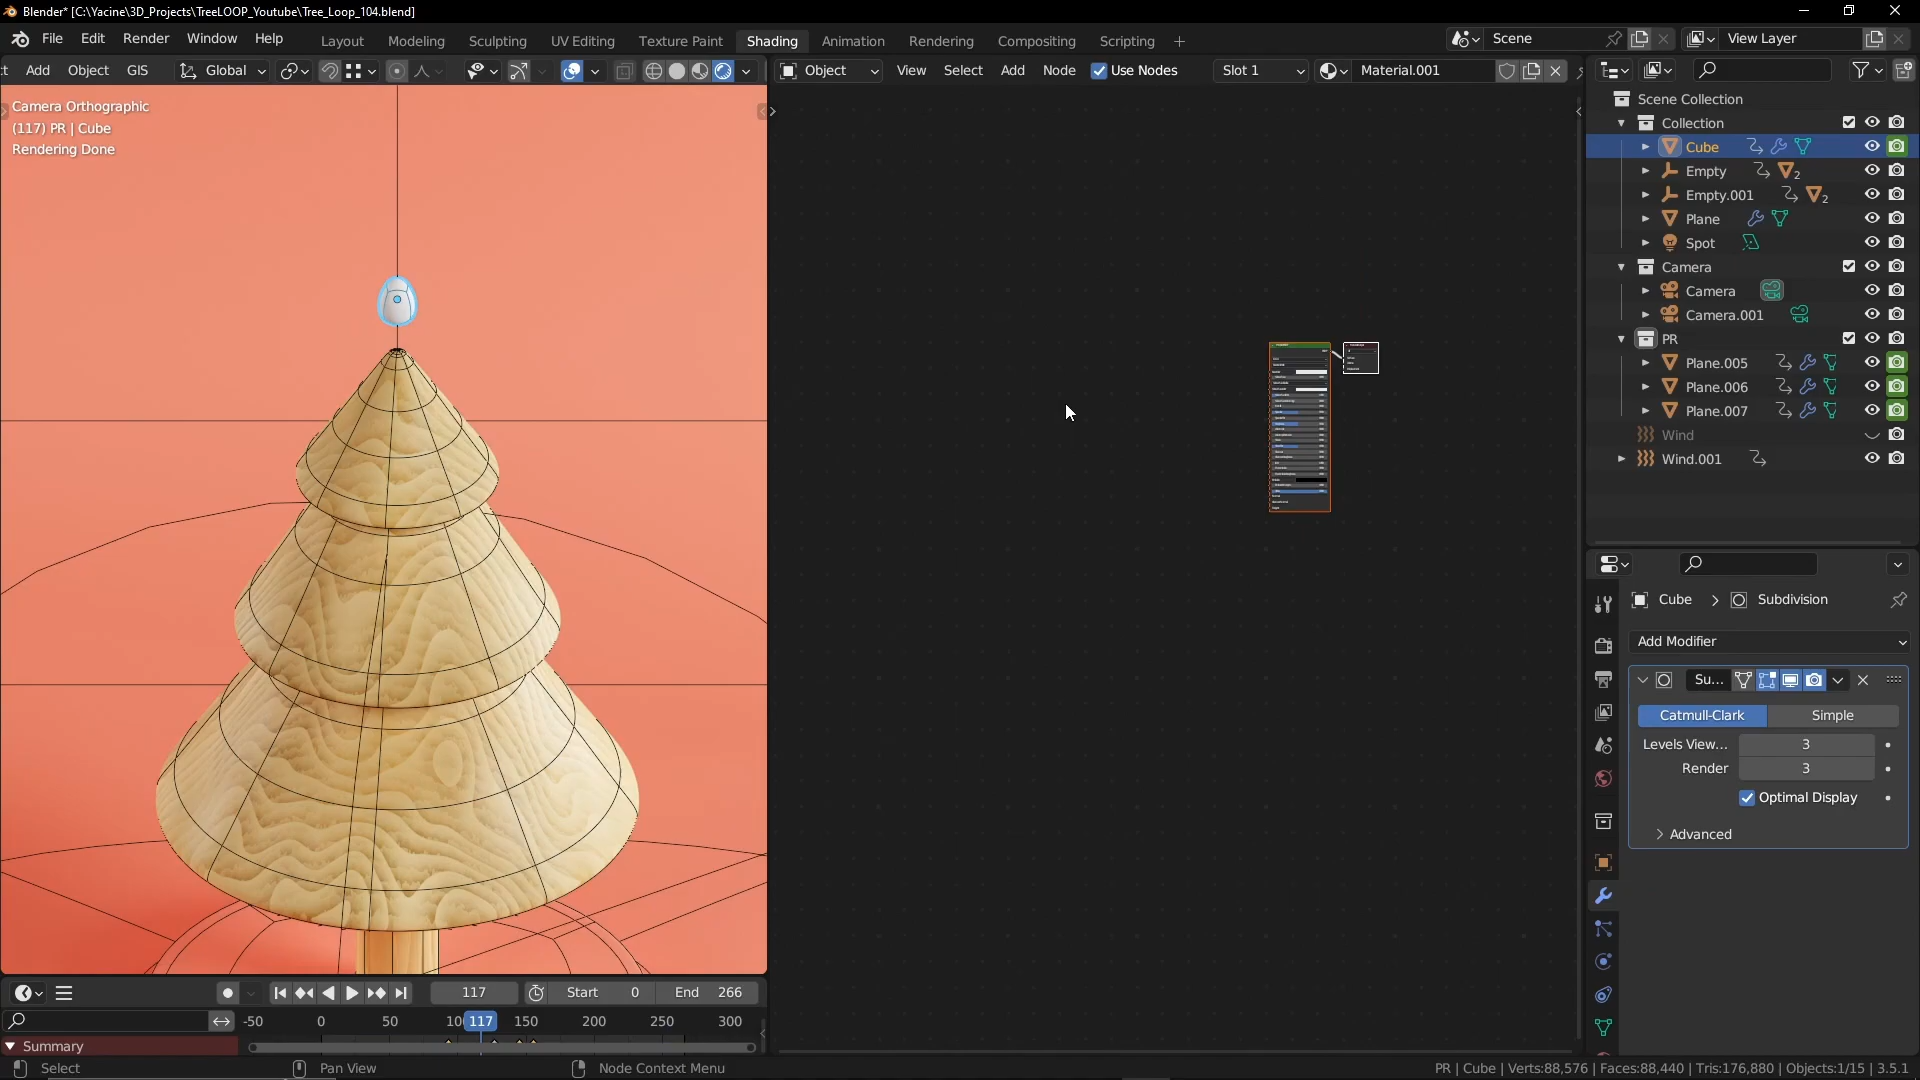 Blender* [C:\Yacine\3D_Projects\TreeLOOP_Youtube\Tree_Loop_104.blend]
File Edit Render Window Help Layout Modeling Sculpting UV Editing Texture Paint Shading Animation Rendering Compositing Scripting + Scene View Layer
Add Object GIS Global Object View Select Add Node Use Nodes Slot 1 Material.001
Camera Orthographic
(117) PR | Cube
Rendering Done
Scene Collection
Collection
Cube
Empty 2
Empty.001 2
Plane
Spot
Camera
Camera
Camera.001
PR
Plane.005
Plane.006
Plane.007
Wind
Wind.001
Cube > Subdivision
Add Modifier
Su...
Catmull-Clark Simple
Levels View... 3
Render 3
Optimal Display
Advanced
117 Start 0 End 266
-50 0 50 10 117 150 200 250 300
Summary
Select Pan View Node Context Menu PR | Cube | Verts:88,576 | Faces:88,440 | Tris:176,880 | Objects:1/15 | 3.5.1